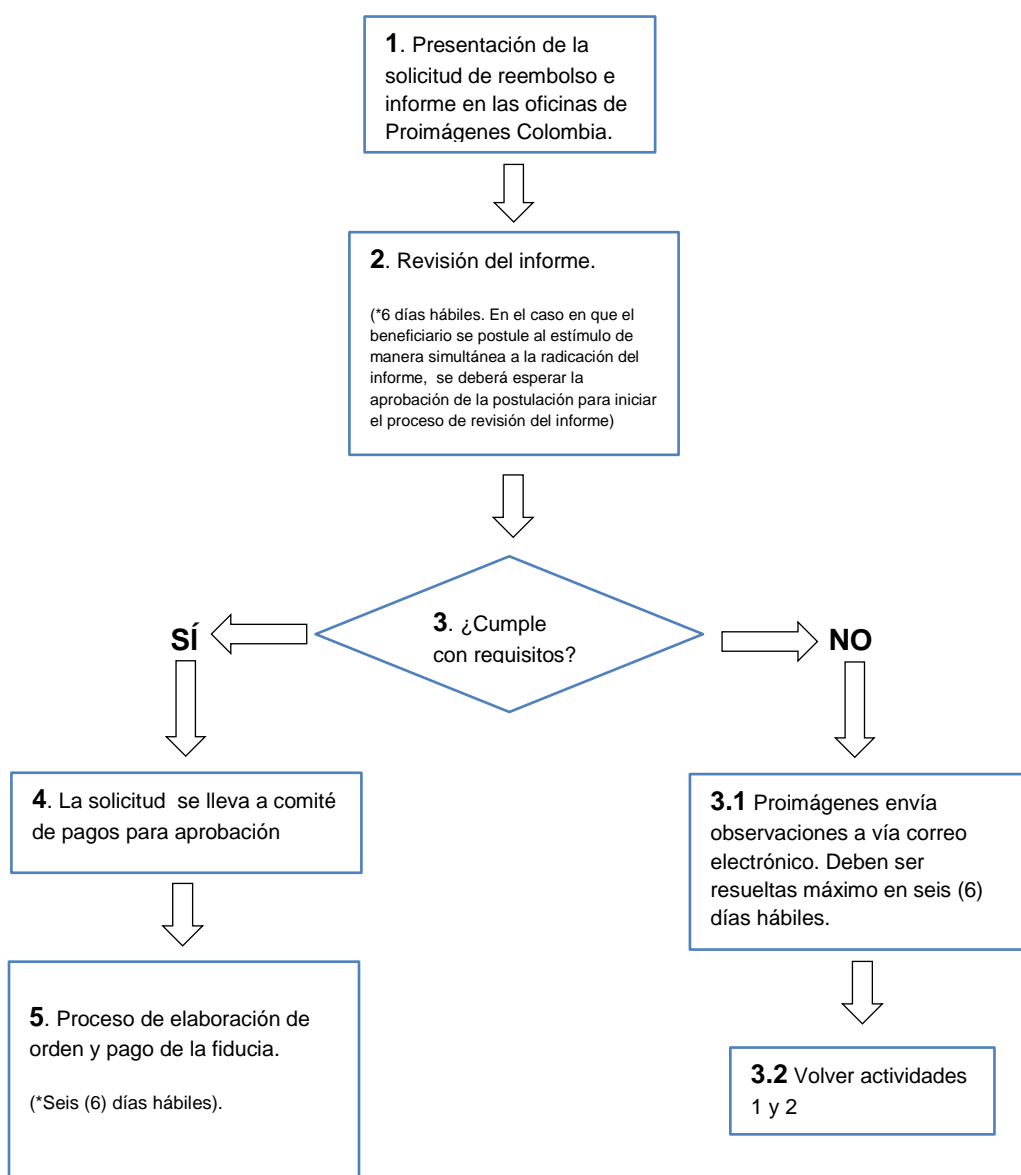 1. Presentación de la
solicitud de reembolso e
informe en las oficinas de
Proimágenes Colombia.
2. Revisión del informe.
(*6 días hábiles. En el caso en que el
beneficiario se postule al estímulo de
manera simultánea a la radicación del
informe, se deberá esperar la
aprobación de la postulación para iniciar
el proceso de revisión del informe)
3. ¿Cumple
con requisitos?
SÍ
NO
4. La solicitud se lleva a comité
de pagos para aprobación
3.1 Proimágenes envía
observaciones a vía correo
electrónico. Deben ser
resueltas máximo en seis (6)
días hábiles.
5. Proceso de elaboración de
orden y pago de la fiducia.
(*Seis (6) días hábiles).
3.2 Volver actividades
1 y 2